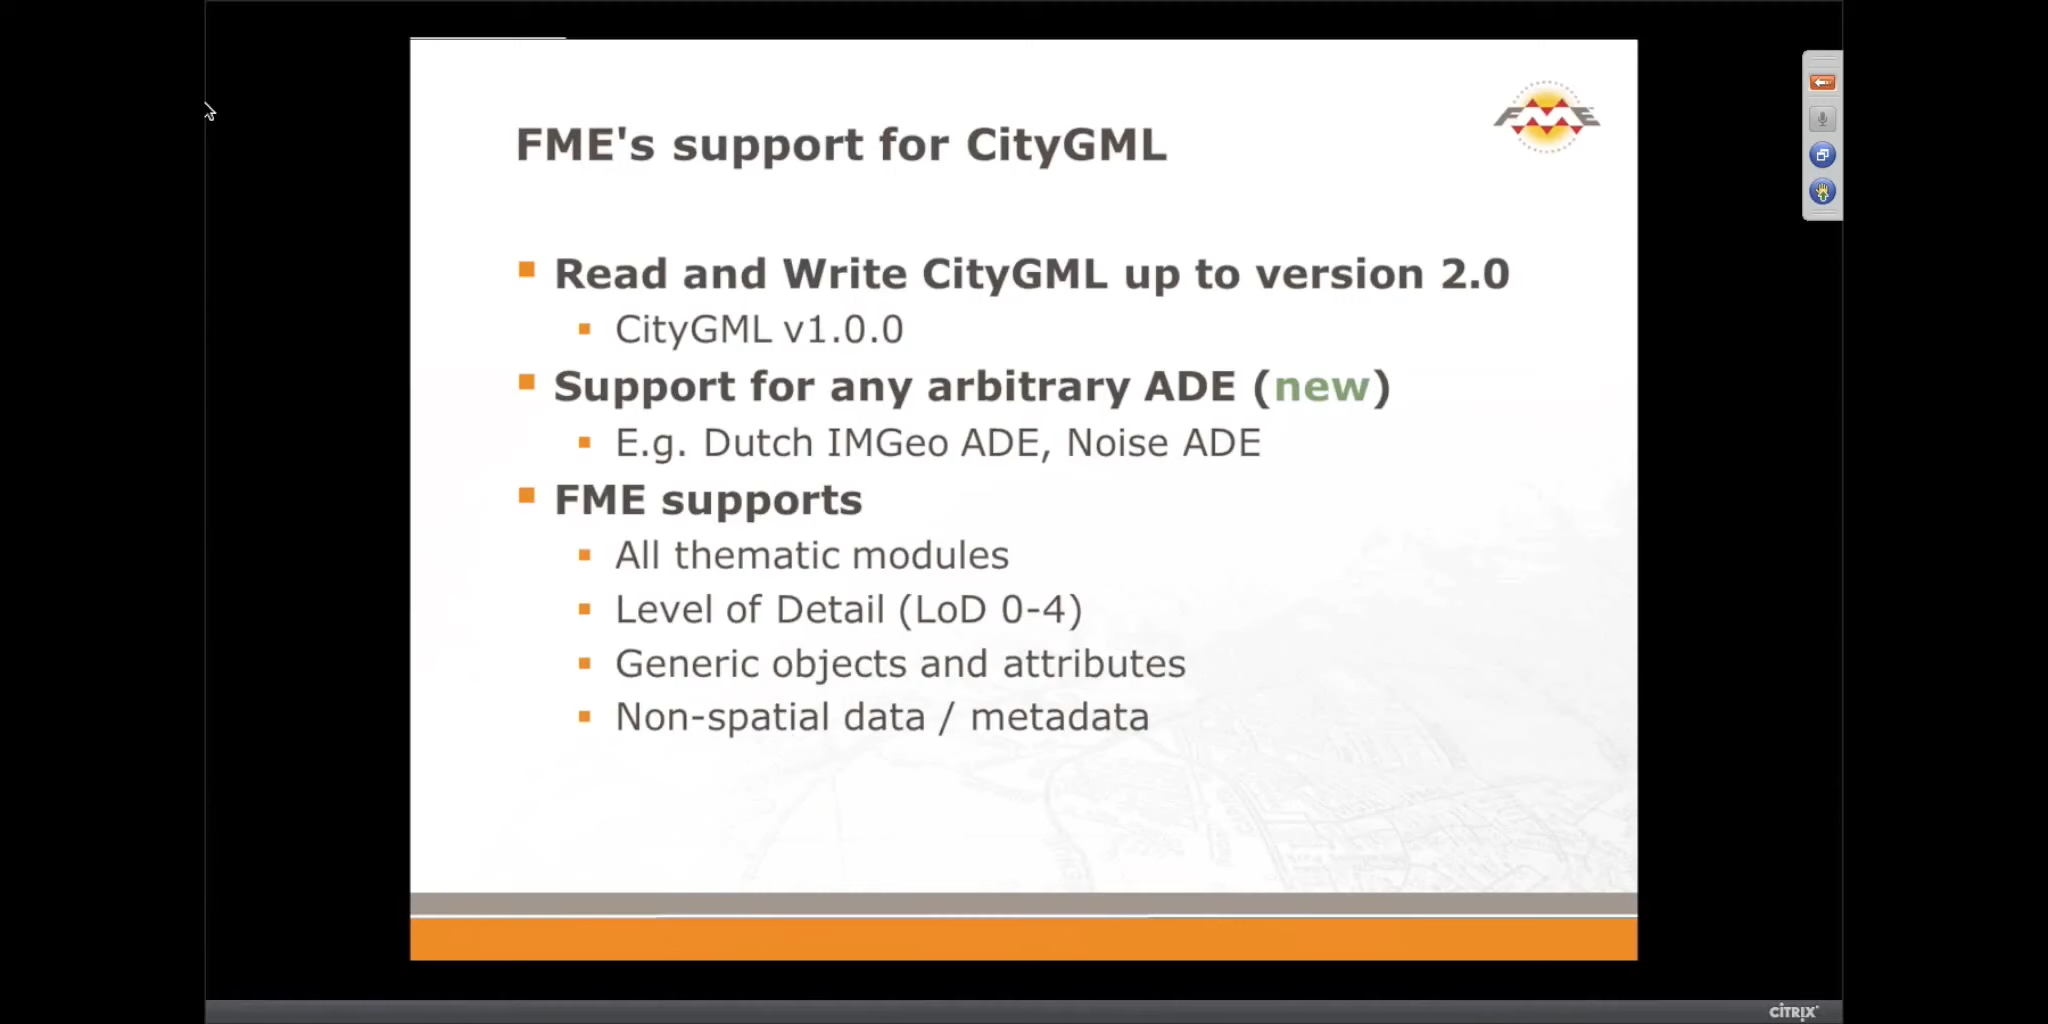 FME
FME's support for CityGML
Read and Write CityGML up to version 2.0
CityGML v1.0.0
Support for any arbitrary ADE (new)
E.g. Dutch IMGeo ADE, Noise ADE
FME supports
All thematic modules
Level of Detail (LoD 0-4)
Generic objects and attributes
Non-spatial data / metadata
CITRIX